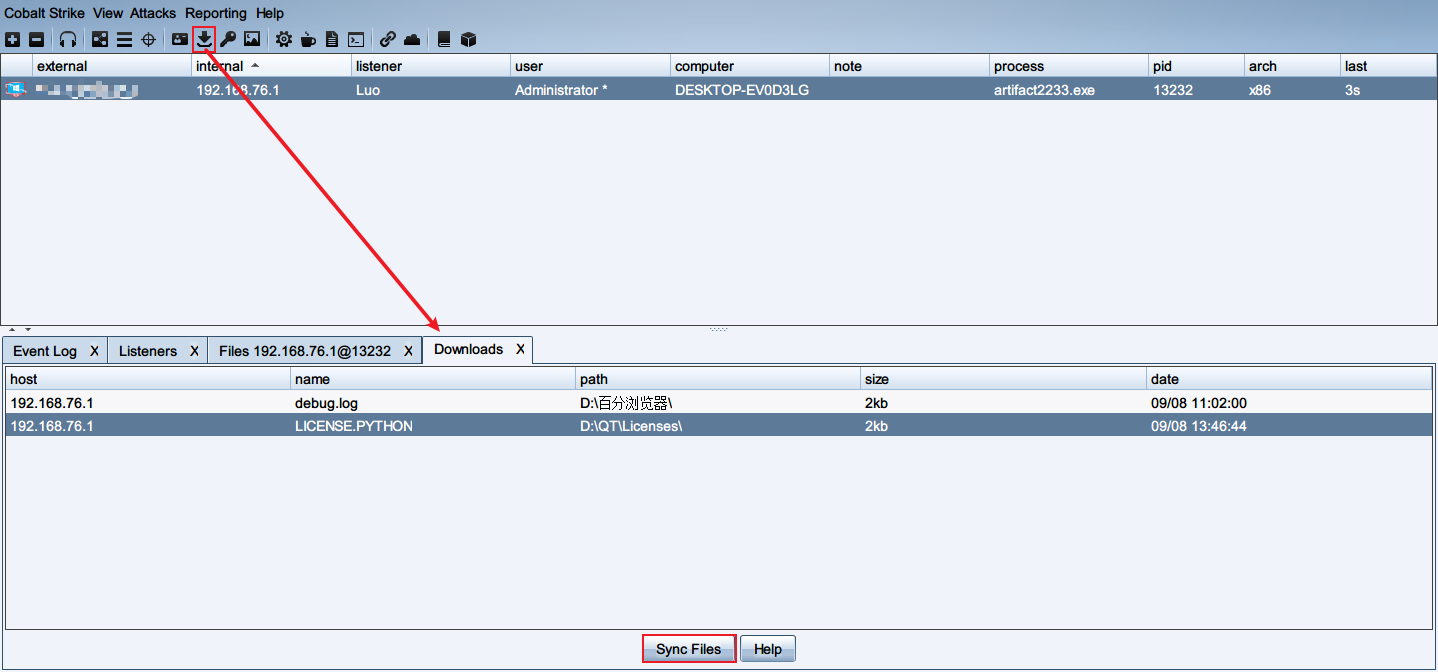 Cobalt Strike View Attacks Reporting Help
external internal listener user computer note process pid arch last
192.168.76.1 Luo Administrator * DESKTOP-EV0D3LG artifact2233.exe 13232 x86 3s
Event Log X Listeners X Files 192.168.76.1@13232 X Downloads X
host name path size date
192.168.76.1 debug.log D:\百分浏览器\ 2kb 09/08 11:02:00
192.168.76.1 LICENSE.PYTHON D:\QT\Licenses\ 2kb 09/08 13:46:44
Sync Files Help